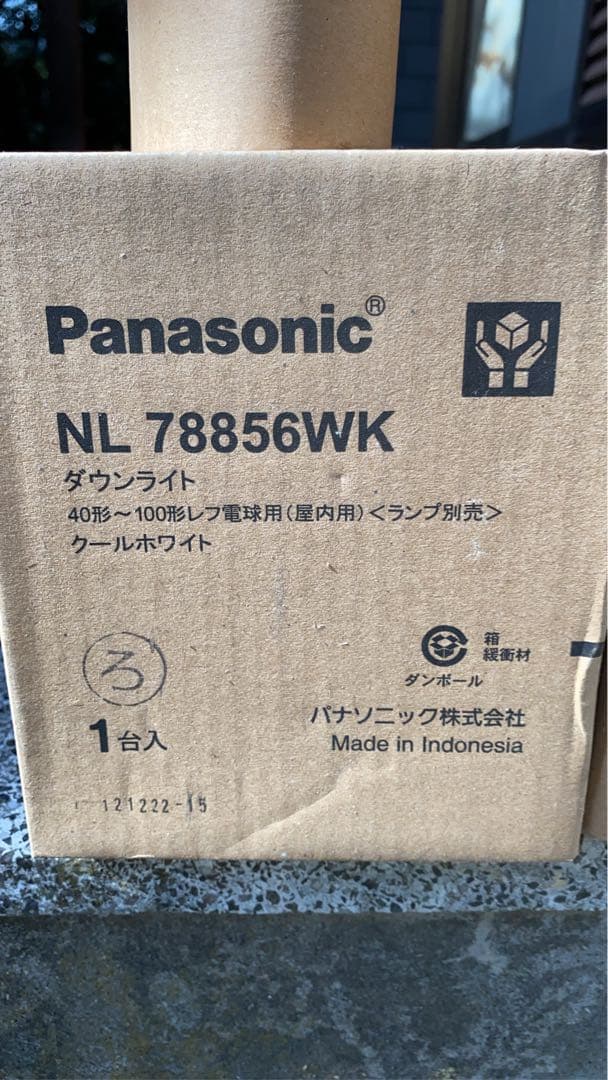 Panasonic®
NL 78856WK
ダウンライト
40形～100形レフ電球用(屋内用)<ランプ別売>
クールホワイト
ろ
箱
緩衝材
ダンボール
1台入
パナソニック株式会社
Made in Indonesia
121222-15